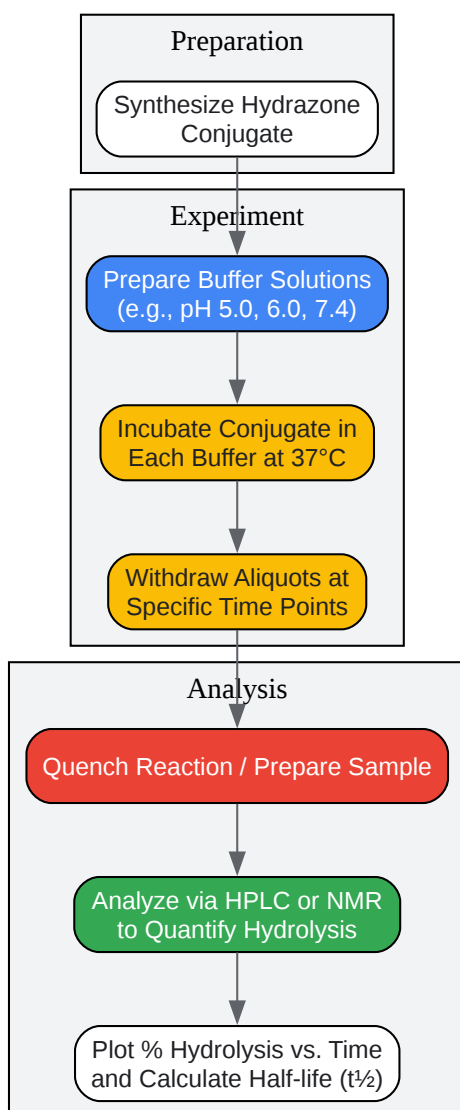 Preparation
Synthesize Hydrazone
Conjugate
Experiment
Prepare Buffer Solutions
(e.g., pH 5.0, 6.0, 7.4)
Incubate Conjugate in
Each Buffer at 37°C
Withdraw Aliquots at
Specific Time Points
Analysis
Quench Reaction / Prepare Sample
Analyze via HPLC or NMR
to Quantify Hydrolysis
Plot % Hydrolysis vs. Time
and Calculate Half-life (t½)